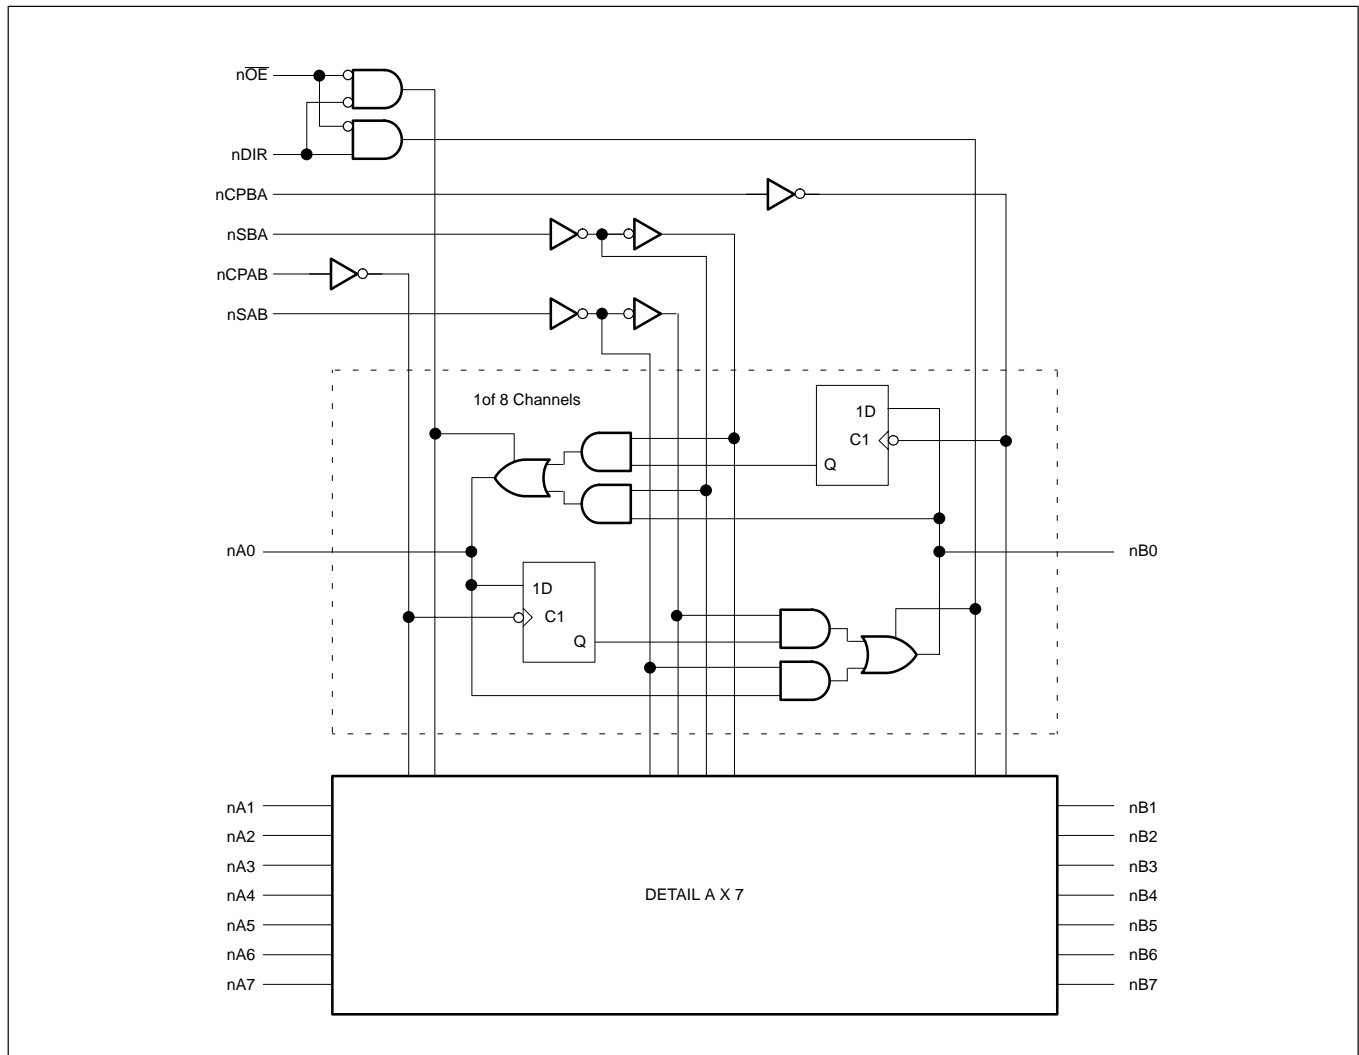 nO̅E̅
nDIR
nCPBA
nSBA
nCPAB
nSAB
1of 8 Channels
1D
C1
Q
nA0
nB0
1D
C1
Q
nA1
nB1
nA2
nB2
nA3
nB3
DETAIL A X 7
nA4
nB4
nA5
nB5
nA6
nB6
nA7
nB7